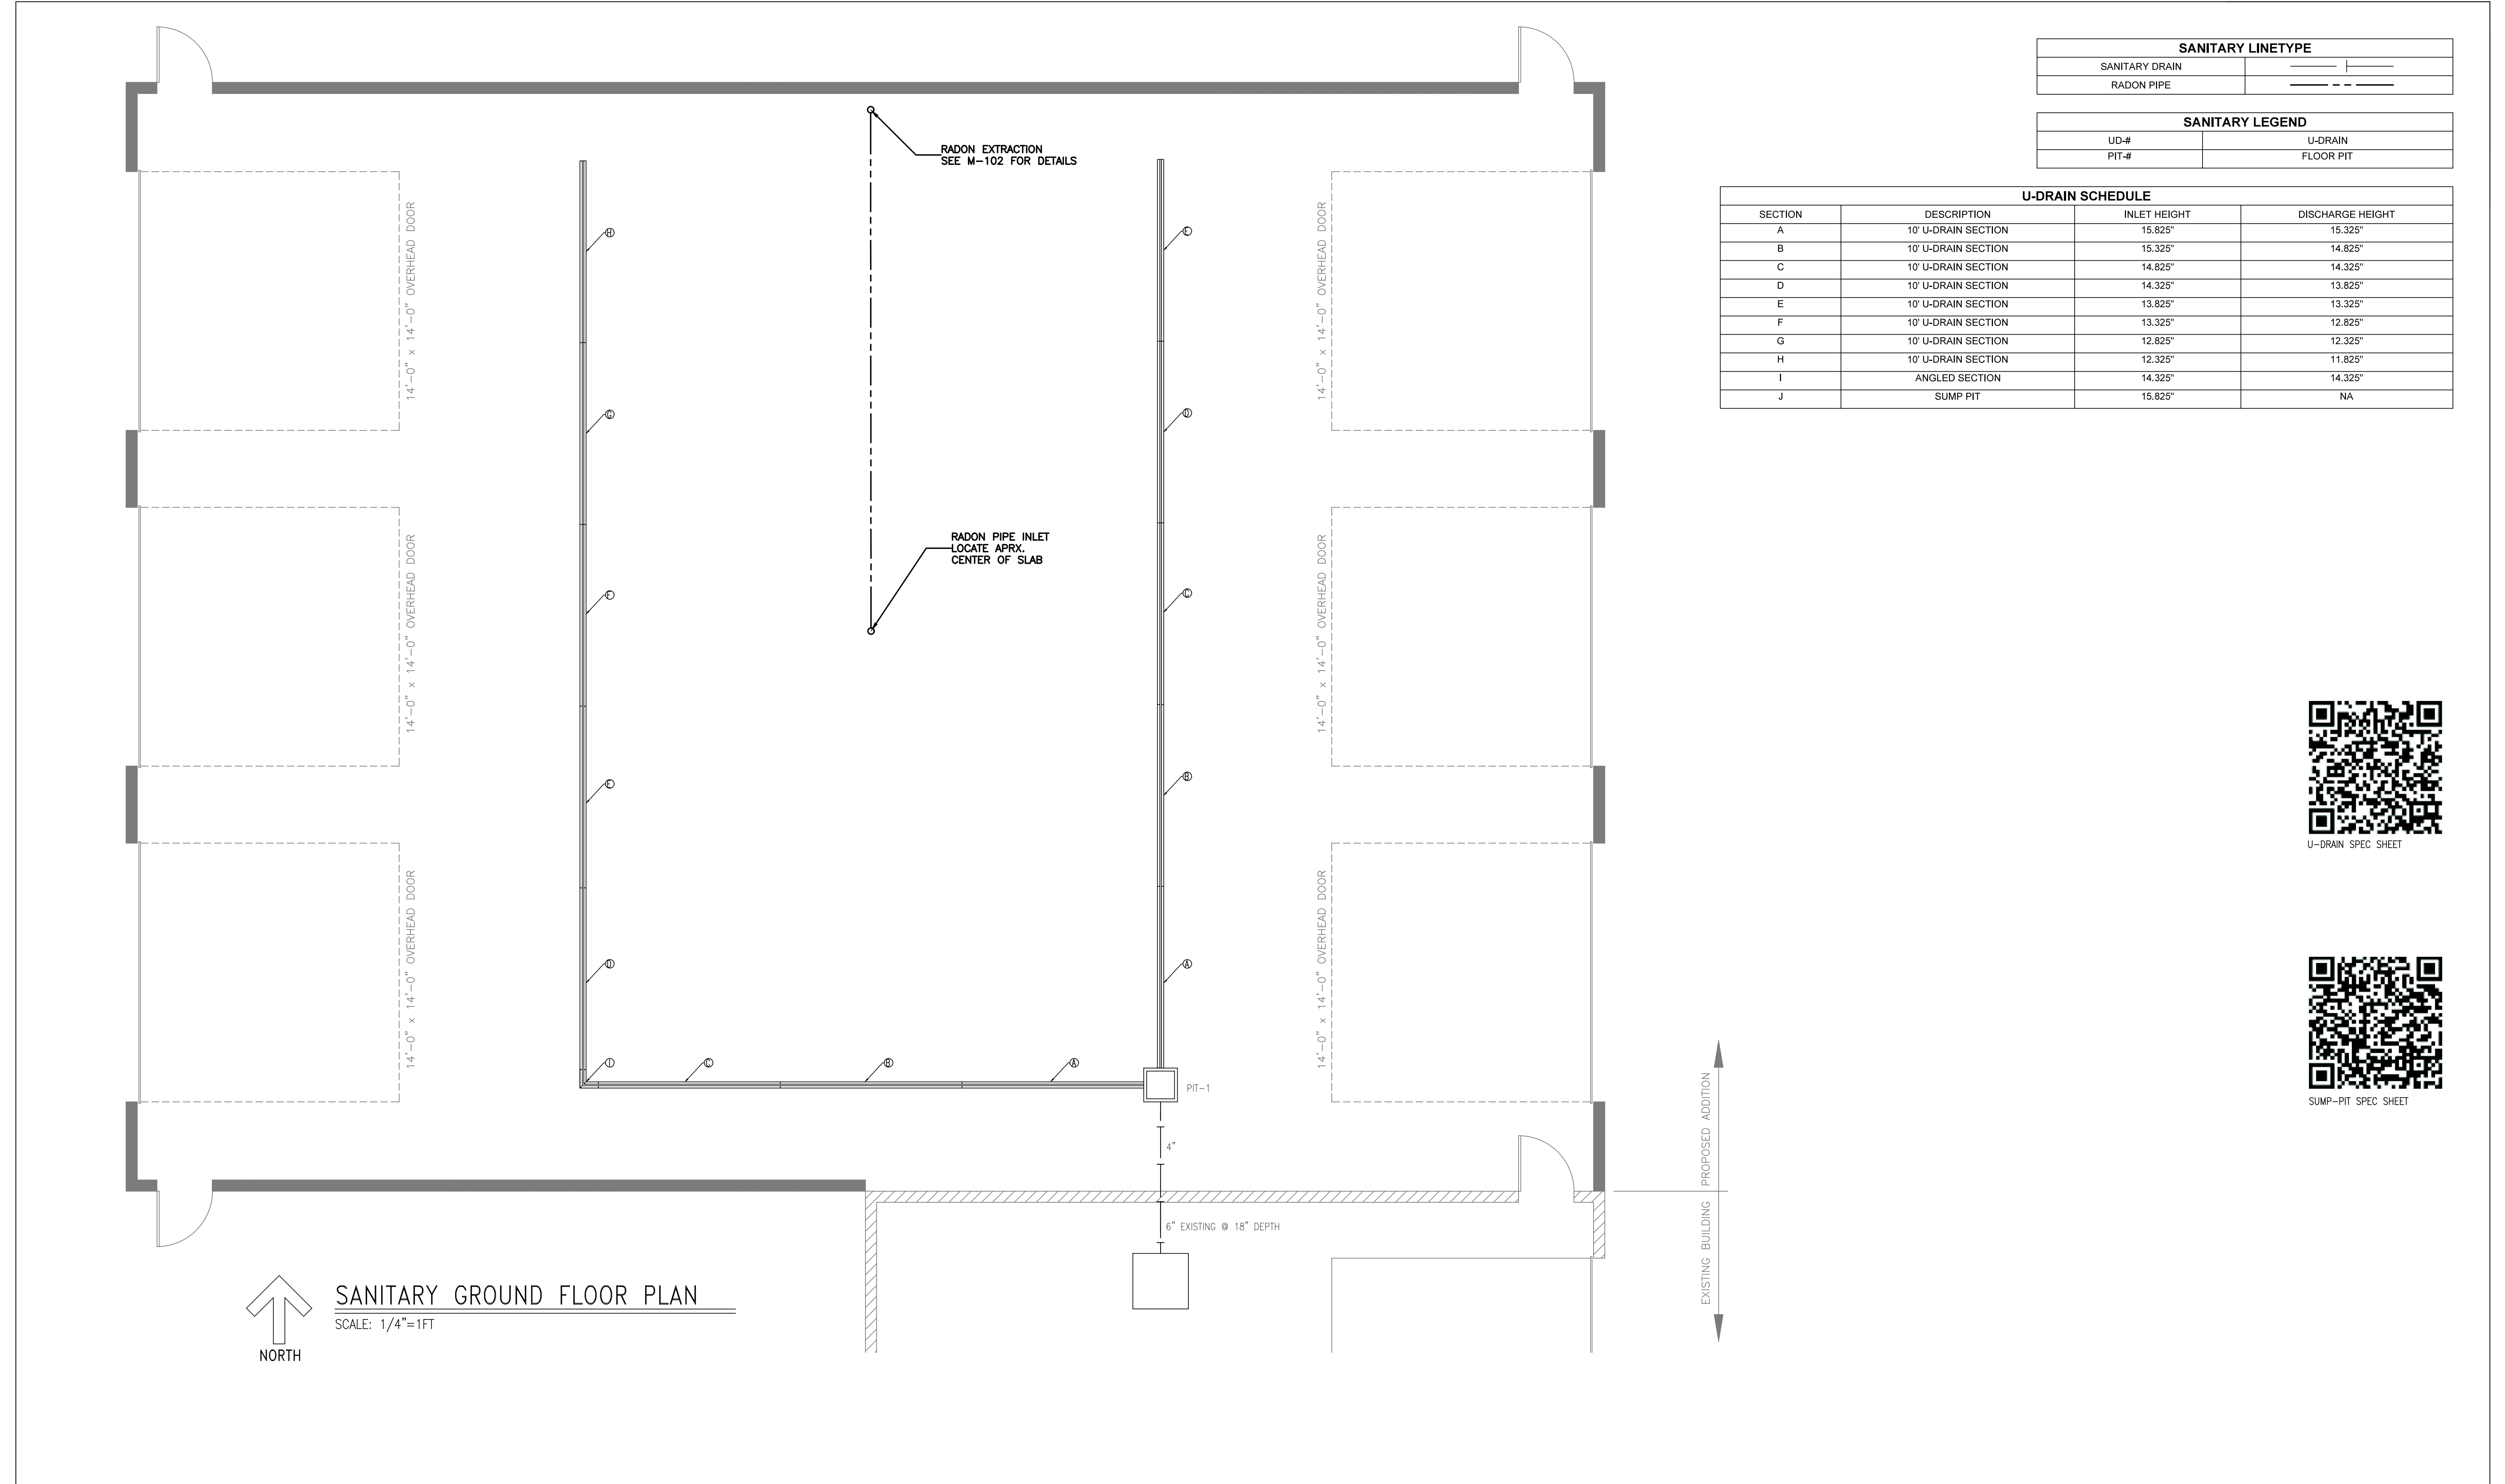 SANITARY LINETYPE
SANITARY DRAIN
RADON PIPE
SANITARY LEGEND
UD-# U-DRAIN
PIT-# FLOOR PIT
U-DRAIN SCHEDULE
SECTION DESCRIPTION INLET HEIGHT DISCHARGE HEIGHT
A 10' U-DRAIN SECTION 15.825" 15.325"
B 10' U-DRAIN SECTION 15.325" 14.825"
C 10' U-DRAIN SECTION 14.825" 14.325"
D 10' U-DRAIN SECTION 14.325" 13.825"
E 10' U-DRAIN SECTION 13.825" 13.325"
F 10' U-DRAIN SECTION 13.325" 12.825"
G 10' U-DRAIN SECTION 12.825" 12.325"
H 10' U-DRAIN SECTION 12.325" 11.825"
I ANGLED SECTION 14.325" 14.325"
J SUMP PIT 15.825" NA
RADON EXTRACTION
SEE M-102 FOR DETAILS
RADON PIPE INLET
LOCATE APRX.
CENTER OF SLAB
14'-0" x 14'-0" OVERHEAD DOOR
14'-0" x 14'-0" OVERHEAD DOOR
14'-0" x 14'-0" OVERHEAD DOOR
14'-0" x 14'-0" OVERHEAD DOOR
14'-0" x 14'-0" OVERHEAD DOOR
14'-0" x 14'-0" OVERHEAD DOOR
H
G
F
E
D
I
C
B
A
E
D
C
B
A
PIT-1
4"
6" EXISTING @ 18" DEPTH
PROPOSED ADDITION
EXISTING BUILDING
U-DRAIN SPEC SHEET
SUMP-PIT SPEC SHEET
SANITARY GROUND FLOOR PLAN
SCALE: 1/4"=1FT
NORTH